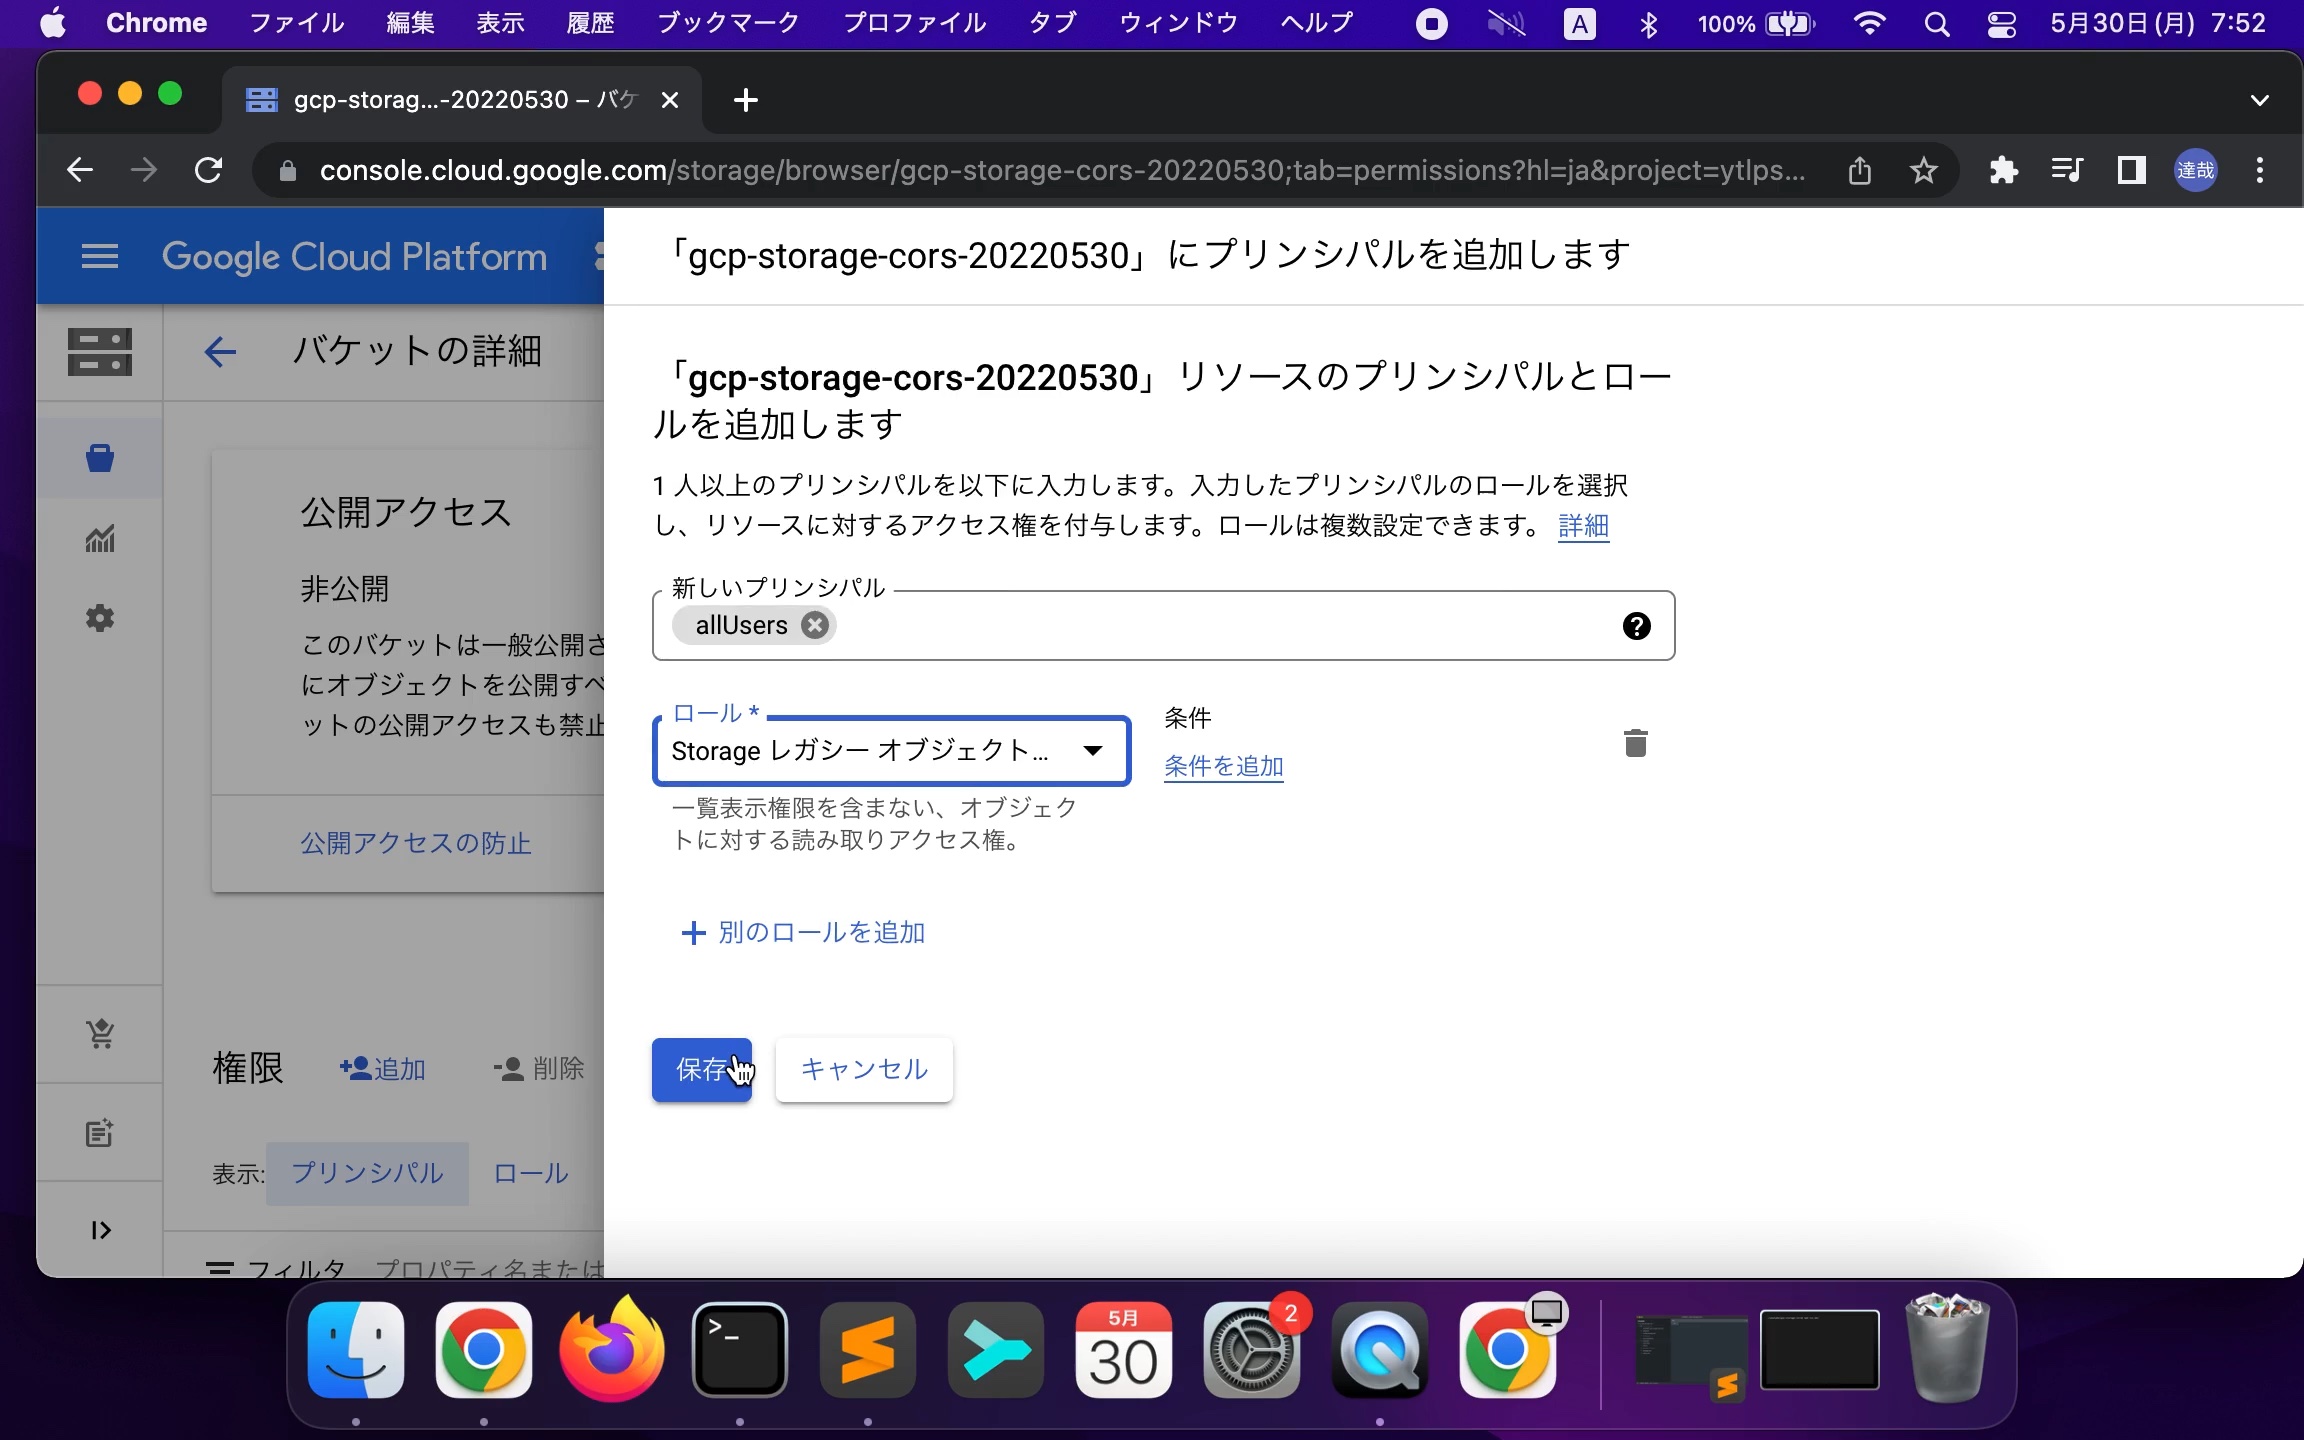 Chrome ファイル 編集 表示 履歴 ブックマーク プロファイル タブ ウィンドウ ヘルプ A 100% 5月30日(月) 7:52
gcp-storag...-20220530 – バケ
console.cloud.google.com/storage/browser/gcp-storage-cors-20220530;tab=permissions?hl=ja&project=ytlps... 達哉
Google Cloud Platform
「gcp-storage-cors-20220530」にプリンシパルを追加します
バケットの詳細
公開アクセス
非公開
このバケットは一般公開さ
にオブジェクトを公開すべ
ットの公開アクセスも禁止
公開アクセスの防止
権限 追加 削除
表示: プリンシパル ロール
フィルタ プロパティ名または
「gcp-storage-cors-20220530」リソースのプリンシパルとロー
ルを追加します
1 人以上のプリンシパルを以下に入力します。入力したプリンシパルのロールを選択
し、リソースに対するアクセス権を付与します。ロールは複数設定できます。 詳細
新しいプリンシパル
allUsers
ロール *
Storage レガシー オブジェクト...
条件
条件を追加
一覧表示権限を含まない、オブジェク
トに対する読み取りアクセス権。
+ 別のロールを追加
保存 キャンセル
>_
5月
30
2